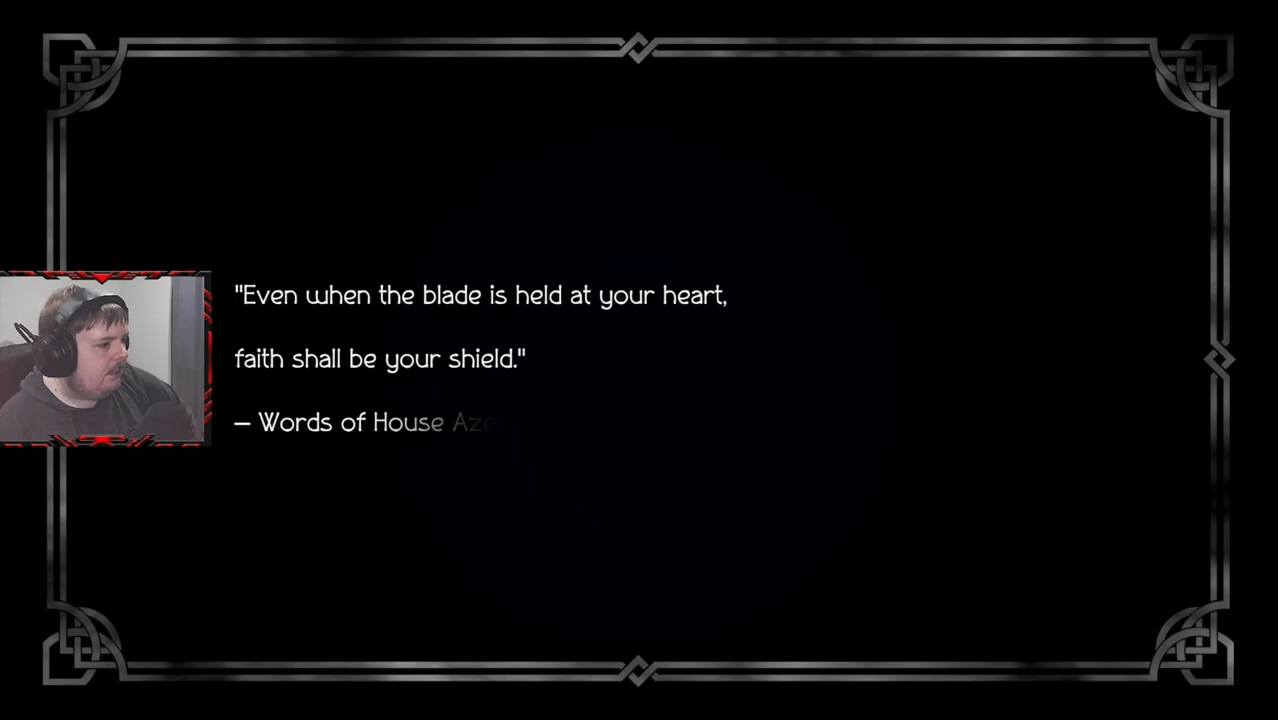 "Even when the blade is held at your heart,
faith shall be your shield."
— Words of House